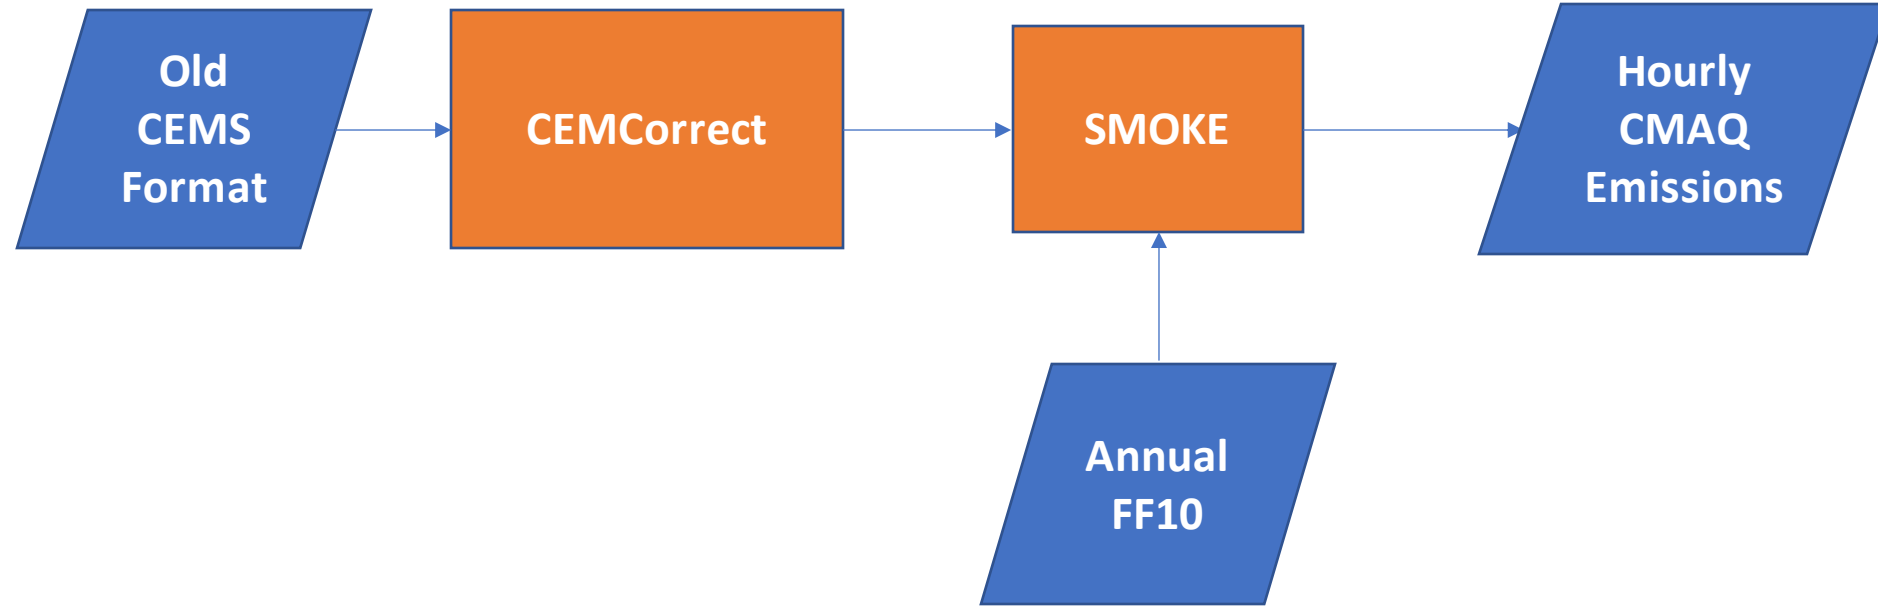 Old
CEMS
Format
CEMCorrect
SMOKE
Hourly
CMAQ
Emissions
Annual
FF10